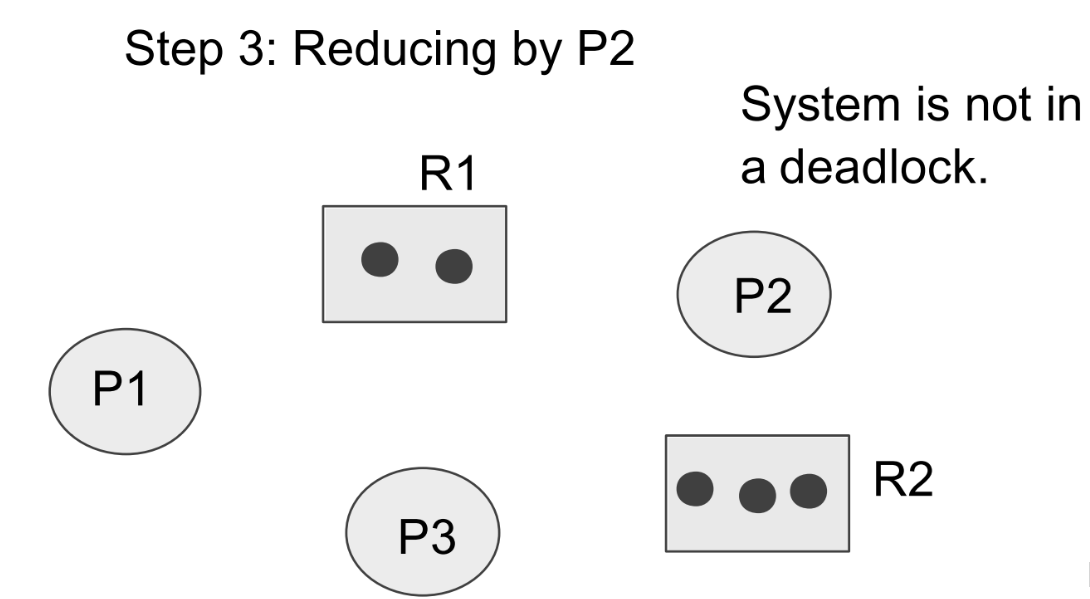 Step 3: Reducing by P2
System is not in
a deadlock.
R1
P2
P1
R2
P3